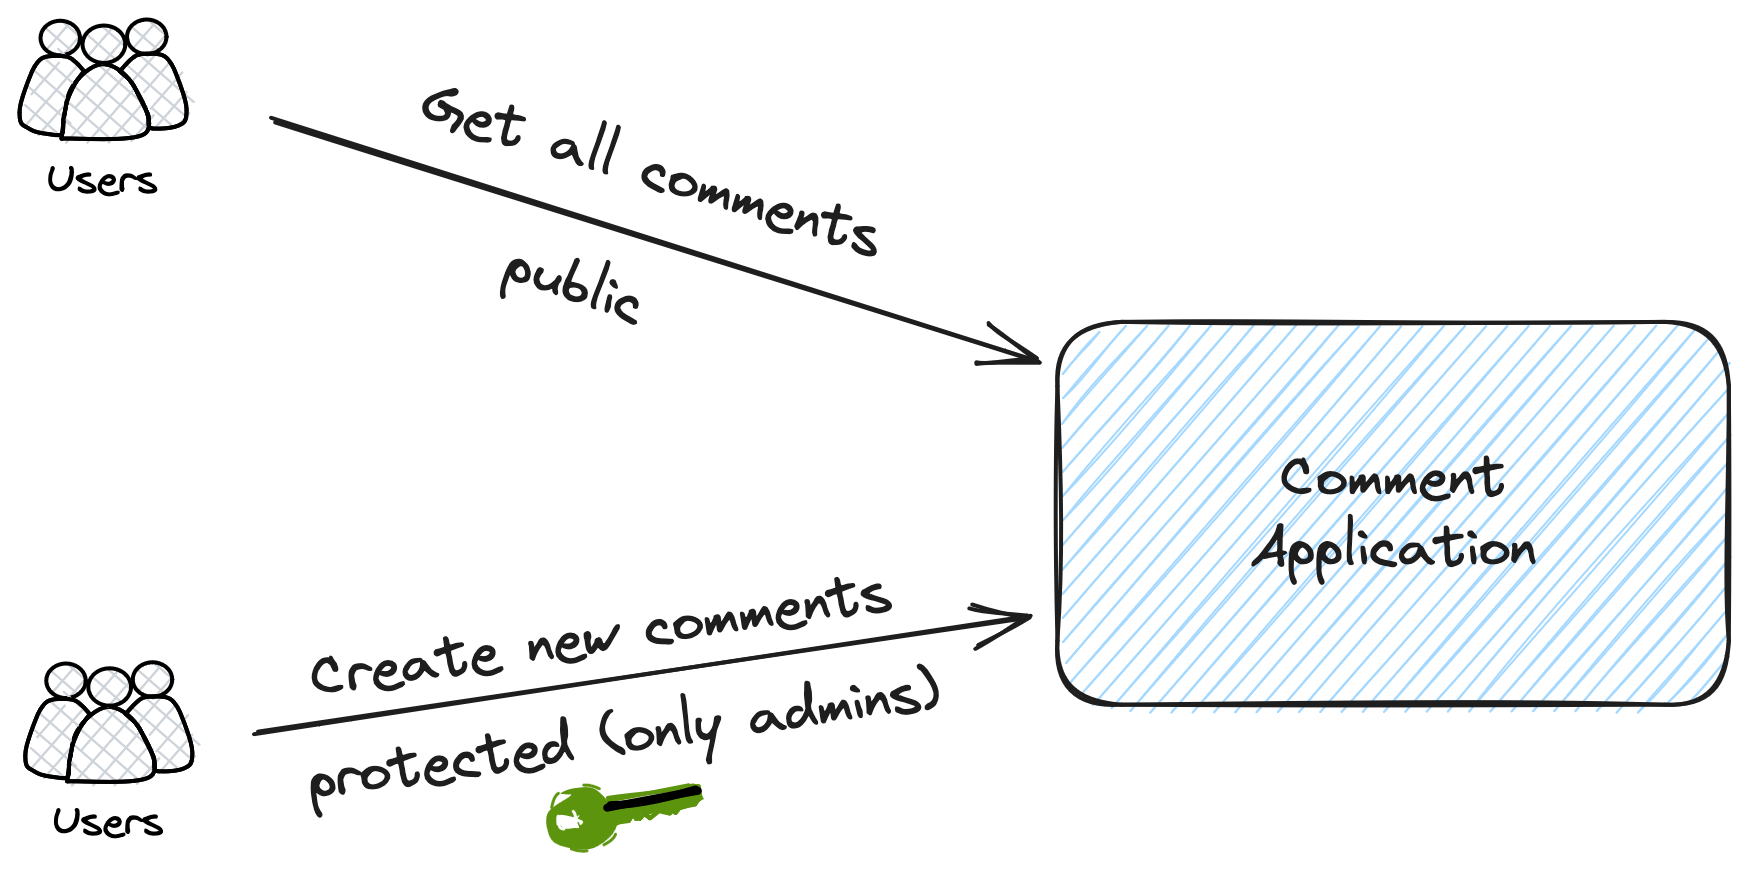 Users
Get all comments
public
Comment
Application
Create new comments
protected (only admins)
Users